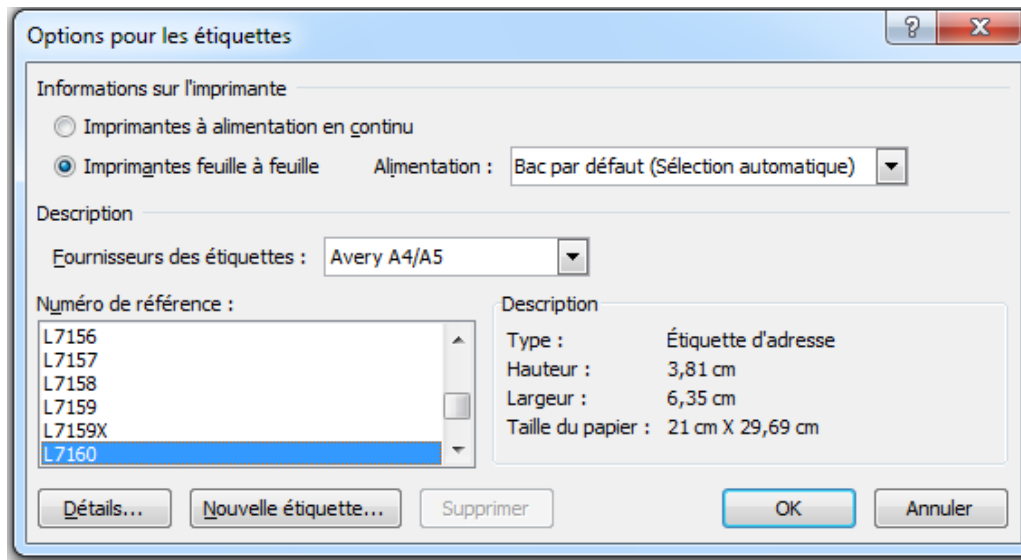 Options pour les étiquettes
Informations sur l'imprimante
Imprimantes à alimentation en continu
Imprimantes feuille à feuille Alimentation : Bac par défaut (Sélection automatique)
Description
Fournisseurs des étiquettes : Avery A4/A5
Numéro de référence :
L7156
L7157
L7158
L7159
L7159X
L7160
Description
Type : Étiquette d'adresse
Hauteur : 3,81 cm
Largeur : 6,35 cm
Taille du papier : 21 cm X 29,69 cm
Détails... Nouvelle étiquette... Supprimer OK Annuler